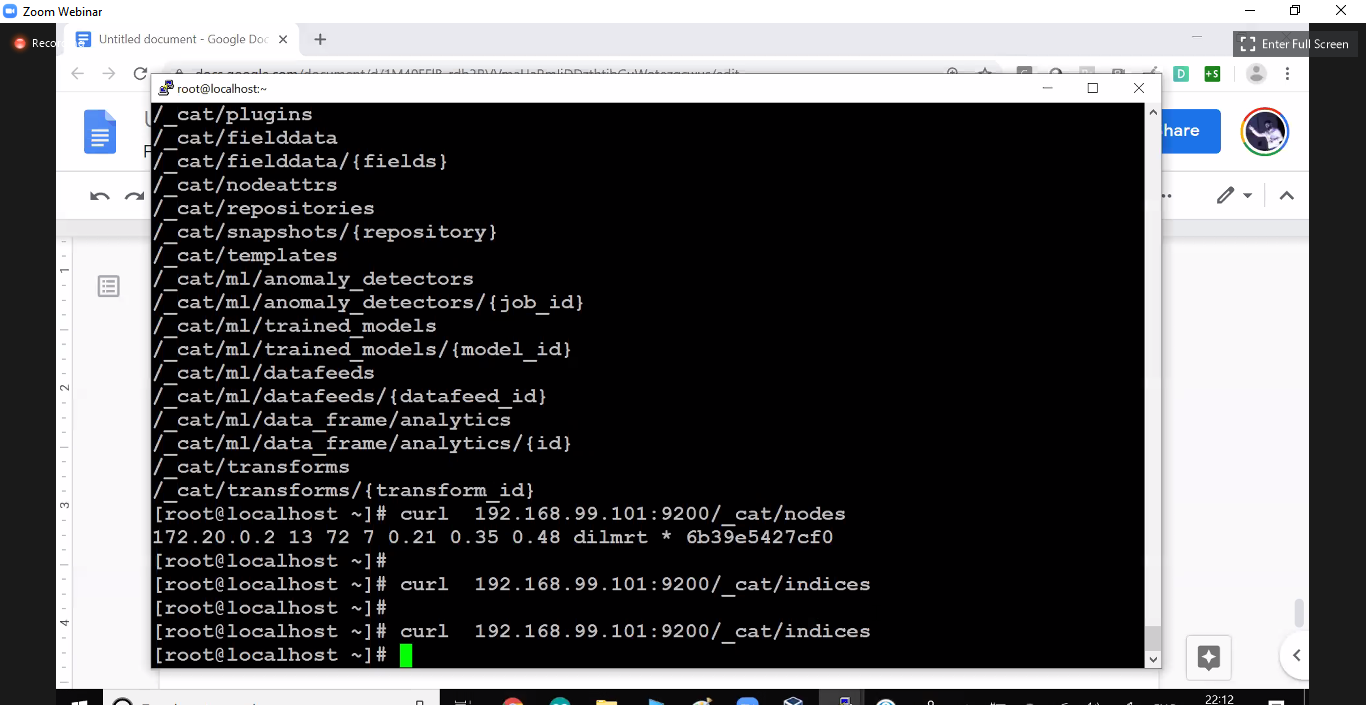 Zoom Webinar
Untitled document - Google Doc
Enter Full Screen
root@localhost:~
hare
/_cat/plugins
/_cat/fielddata
/_cat/fielddata/{fields}
/_cat/nodeattrs
/_cat/repositories
/_cat/snapshots/{repository}
/_cat/templates
/_cat/ml/anomaly_detectors
/_cat/ml/anomaly_detectors/{job_id}
/_cat/ml/trained_models
/_cat/ml/trained_models/{model_id}
/_cat/ml/datafeeds
/_cat/ml/datafeeds/{datafeed_id}
/_cat/ml/data_frame/analytics
/_cat/ml/data_frame/analytics/{id}
/_cat/transforms
/_cat/transforms/{transform_id}
[root@localhost ~]# curl  192.168.99.101:9200/_cat/nodes
172.20.0.2 13 72 7 0.21 0.35 0.48 dilmrt * 6b39e5427cf0
[root@localhost ~]#
[root@localhost ~]# curl  192.168.99.101:9200/_cat/indices
[root@localhost ~]#
[root@localhost ~]# curl  192.168.99.101:9200/_cat/indices
[root@localhost ~]#
1
2
3
4
22:12